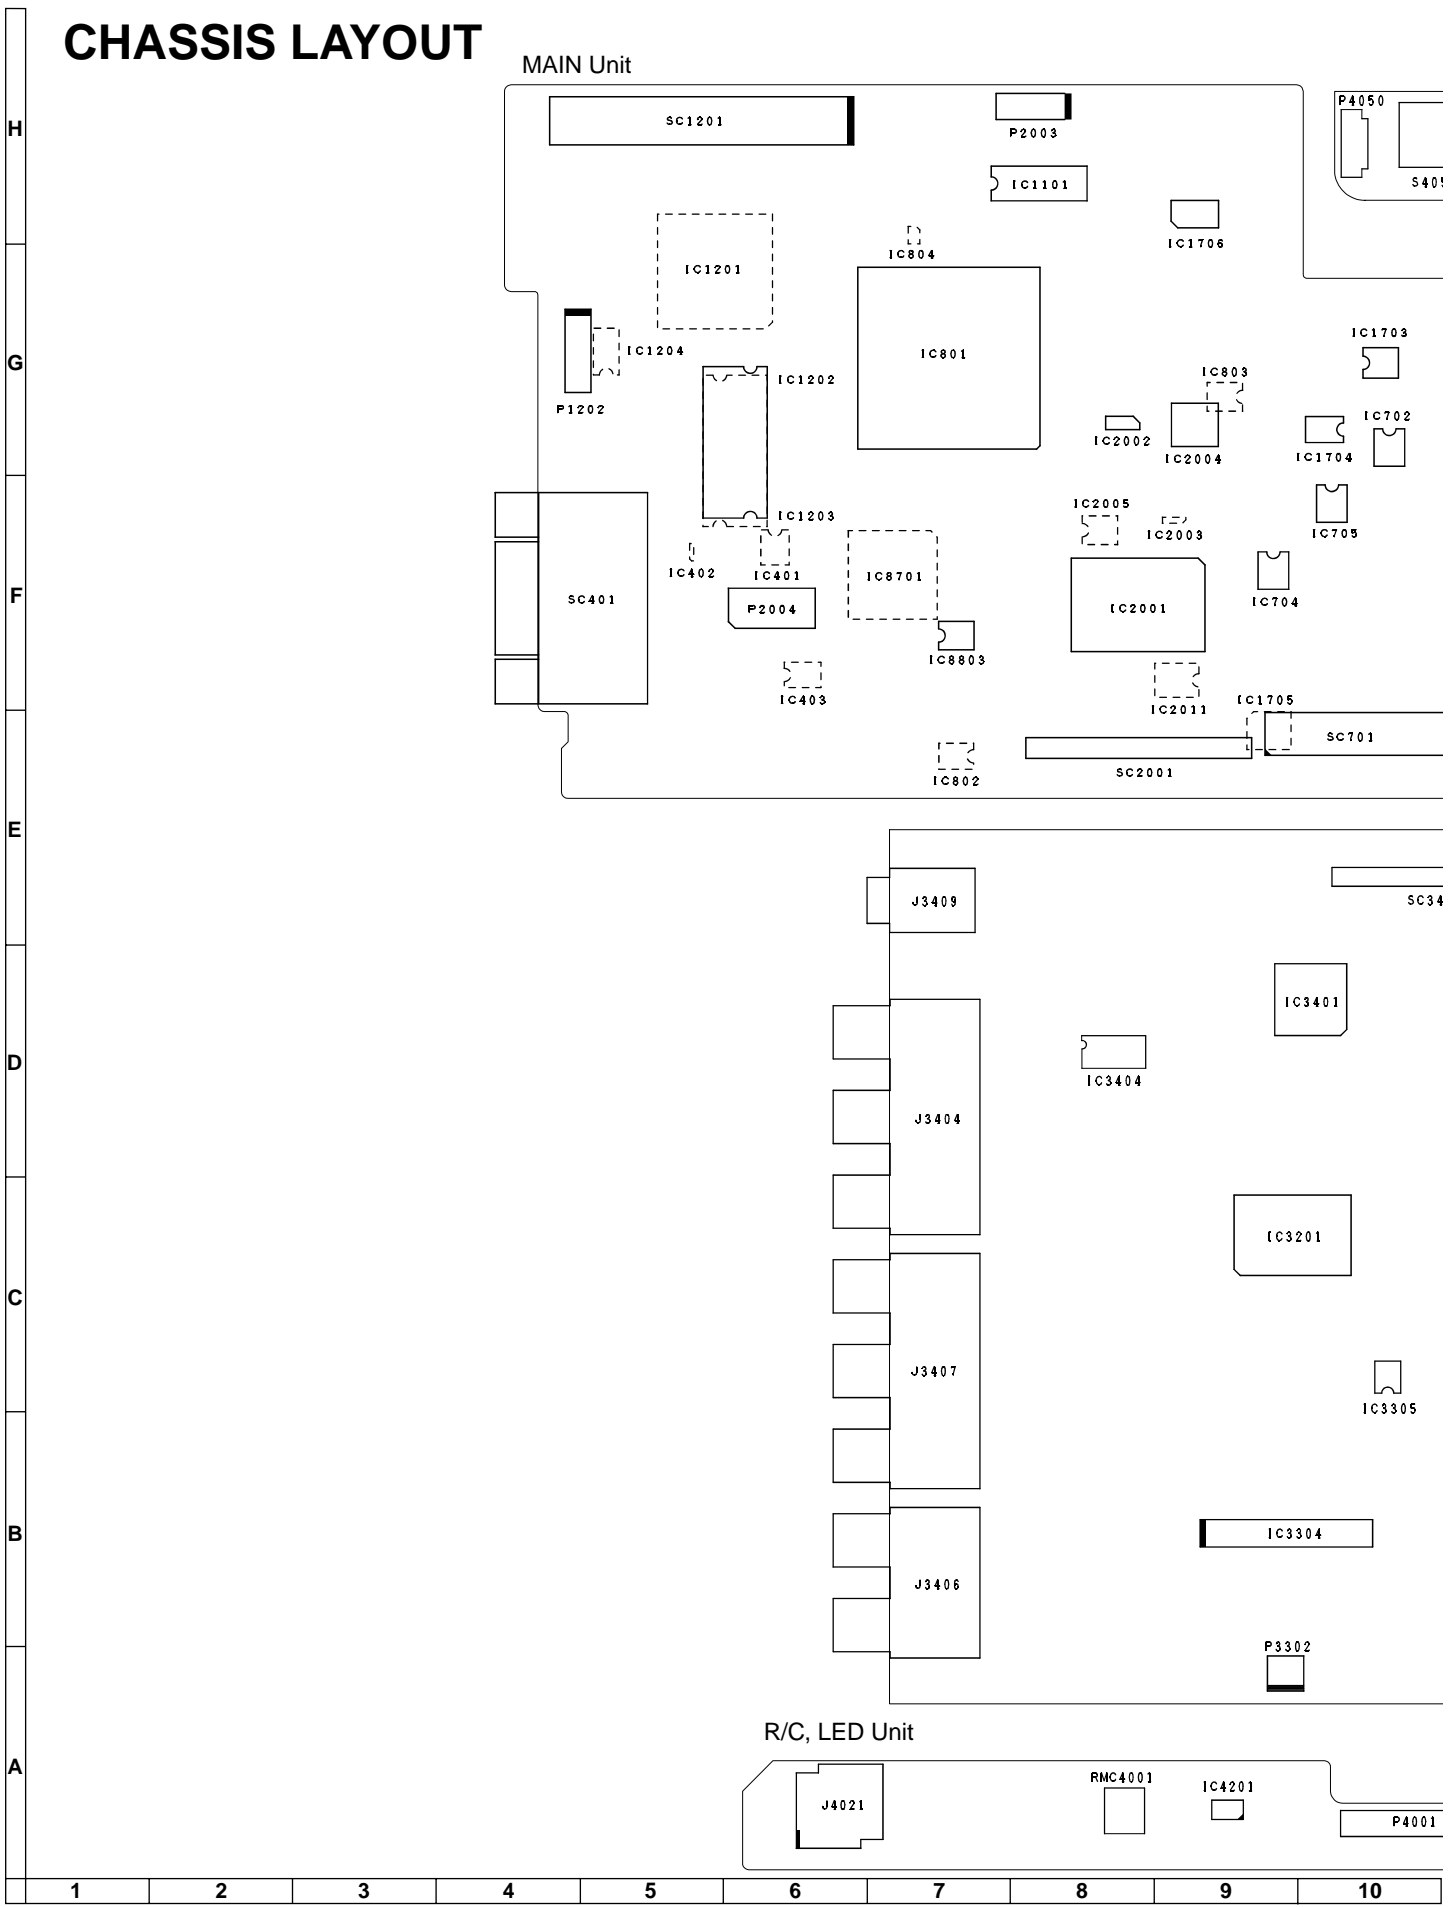 CHASSIS LAYOUT
MAIN Unit
P4050
SC1201
P2003
H
IC1101
S405
IC1706
IC804
IC1201
IC1703
IC1204
IC801
G
IC803
IC1202
P1202
IC702
IC2002
IC2004
IC1704
IC2005
IC1203
IC2003
IC705
IC402
IC401
IC8701
F
SC401
P2004
IC2001
IC704
IC8803
IC403
IC1705
IC2011
SC701
SC2001
IC802
E
J3409
SC34
IC3401
D
IC3404
J3404
IC3201
C
J3407
IC3305
B
IC3304
J3406
P3302
R/C, LED Unit
A
RMC4001
IC4201
J4021
P4001
1 2 3 4 5 6 7 8 9 10